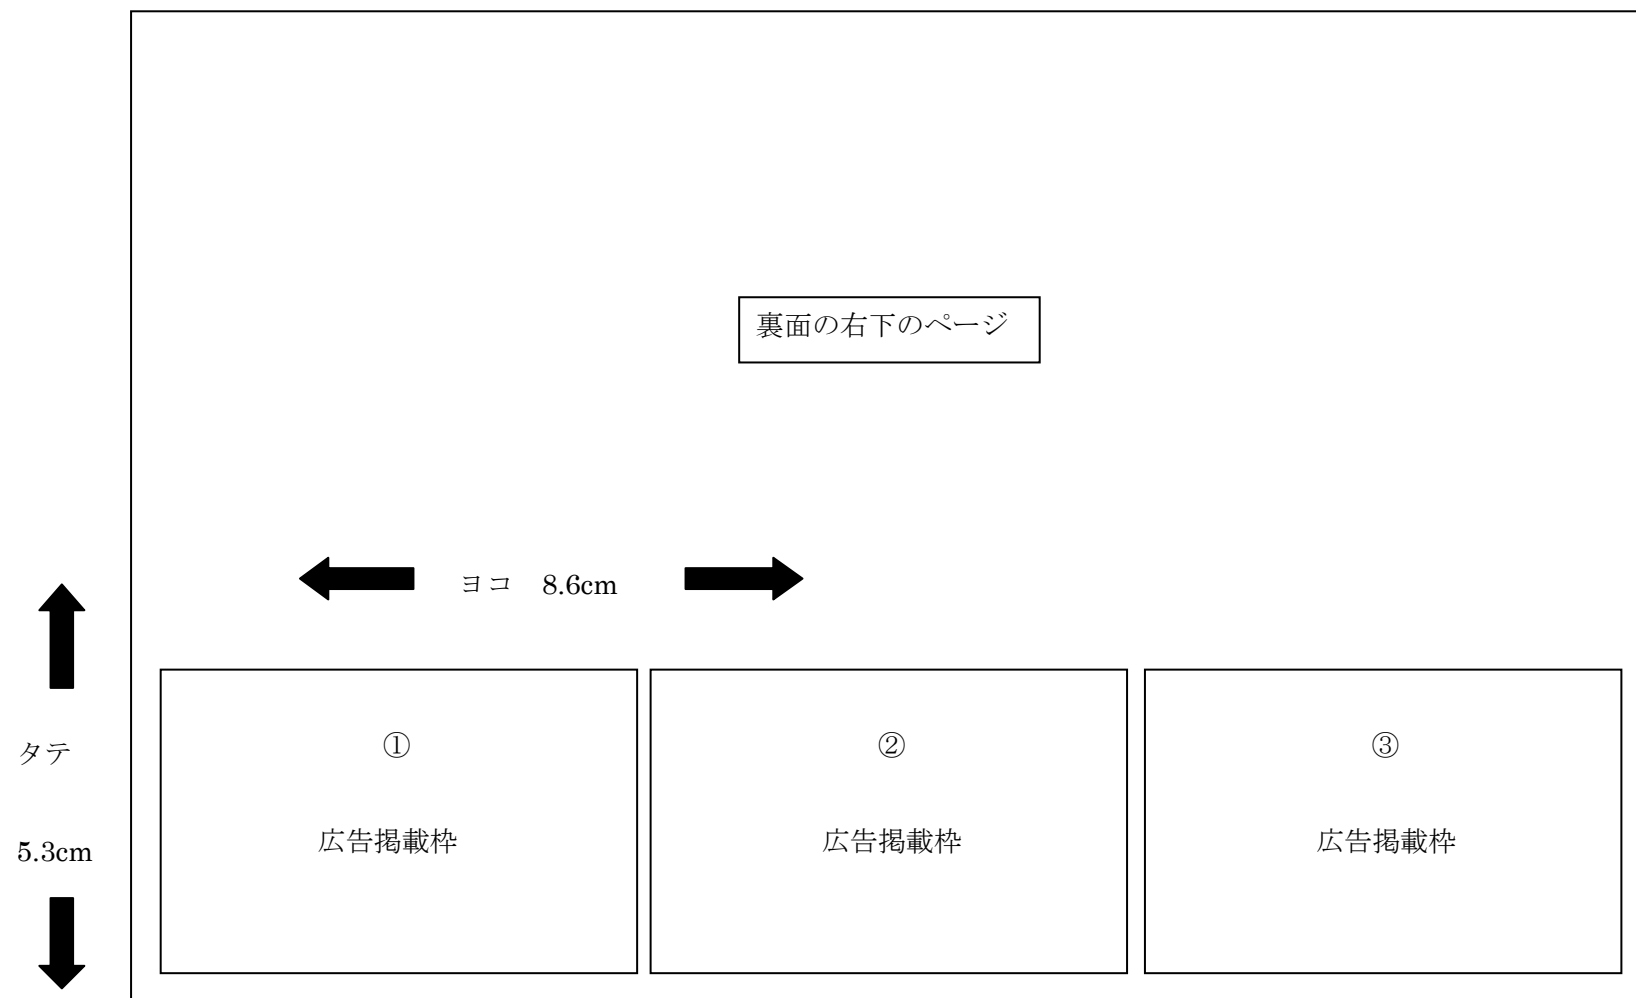 裏面の右下のページ
ヨコ　8.6cm
タテ
5.3cm
①
広告掲載枠
②
広告掲載枠
③
広告掲載枠